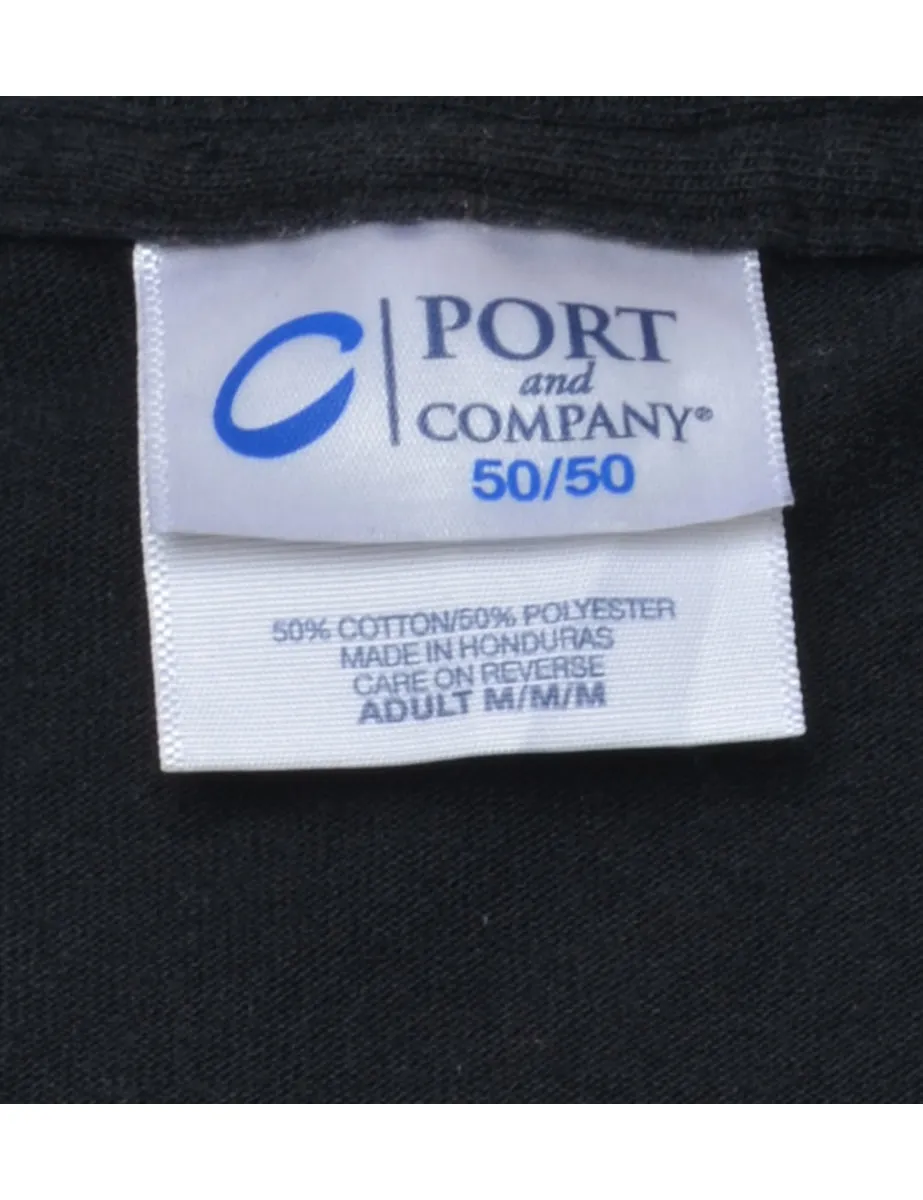 PORT
and
COMPANY®
50/50
50% COTTON/50% POLYESTER
MADE IN HONDURAS
CARE ON REVERSE
ADULT M/M/M